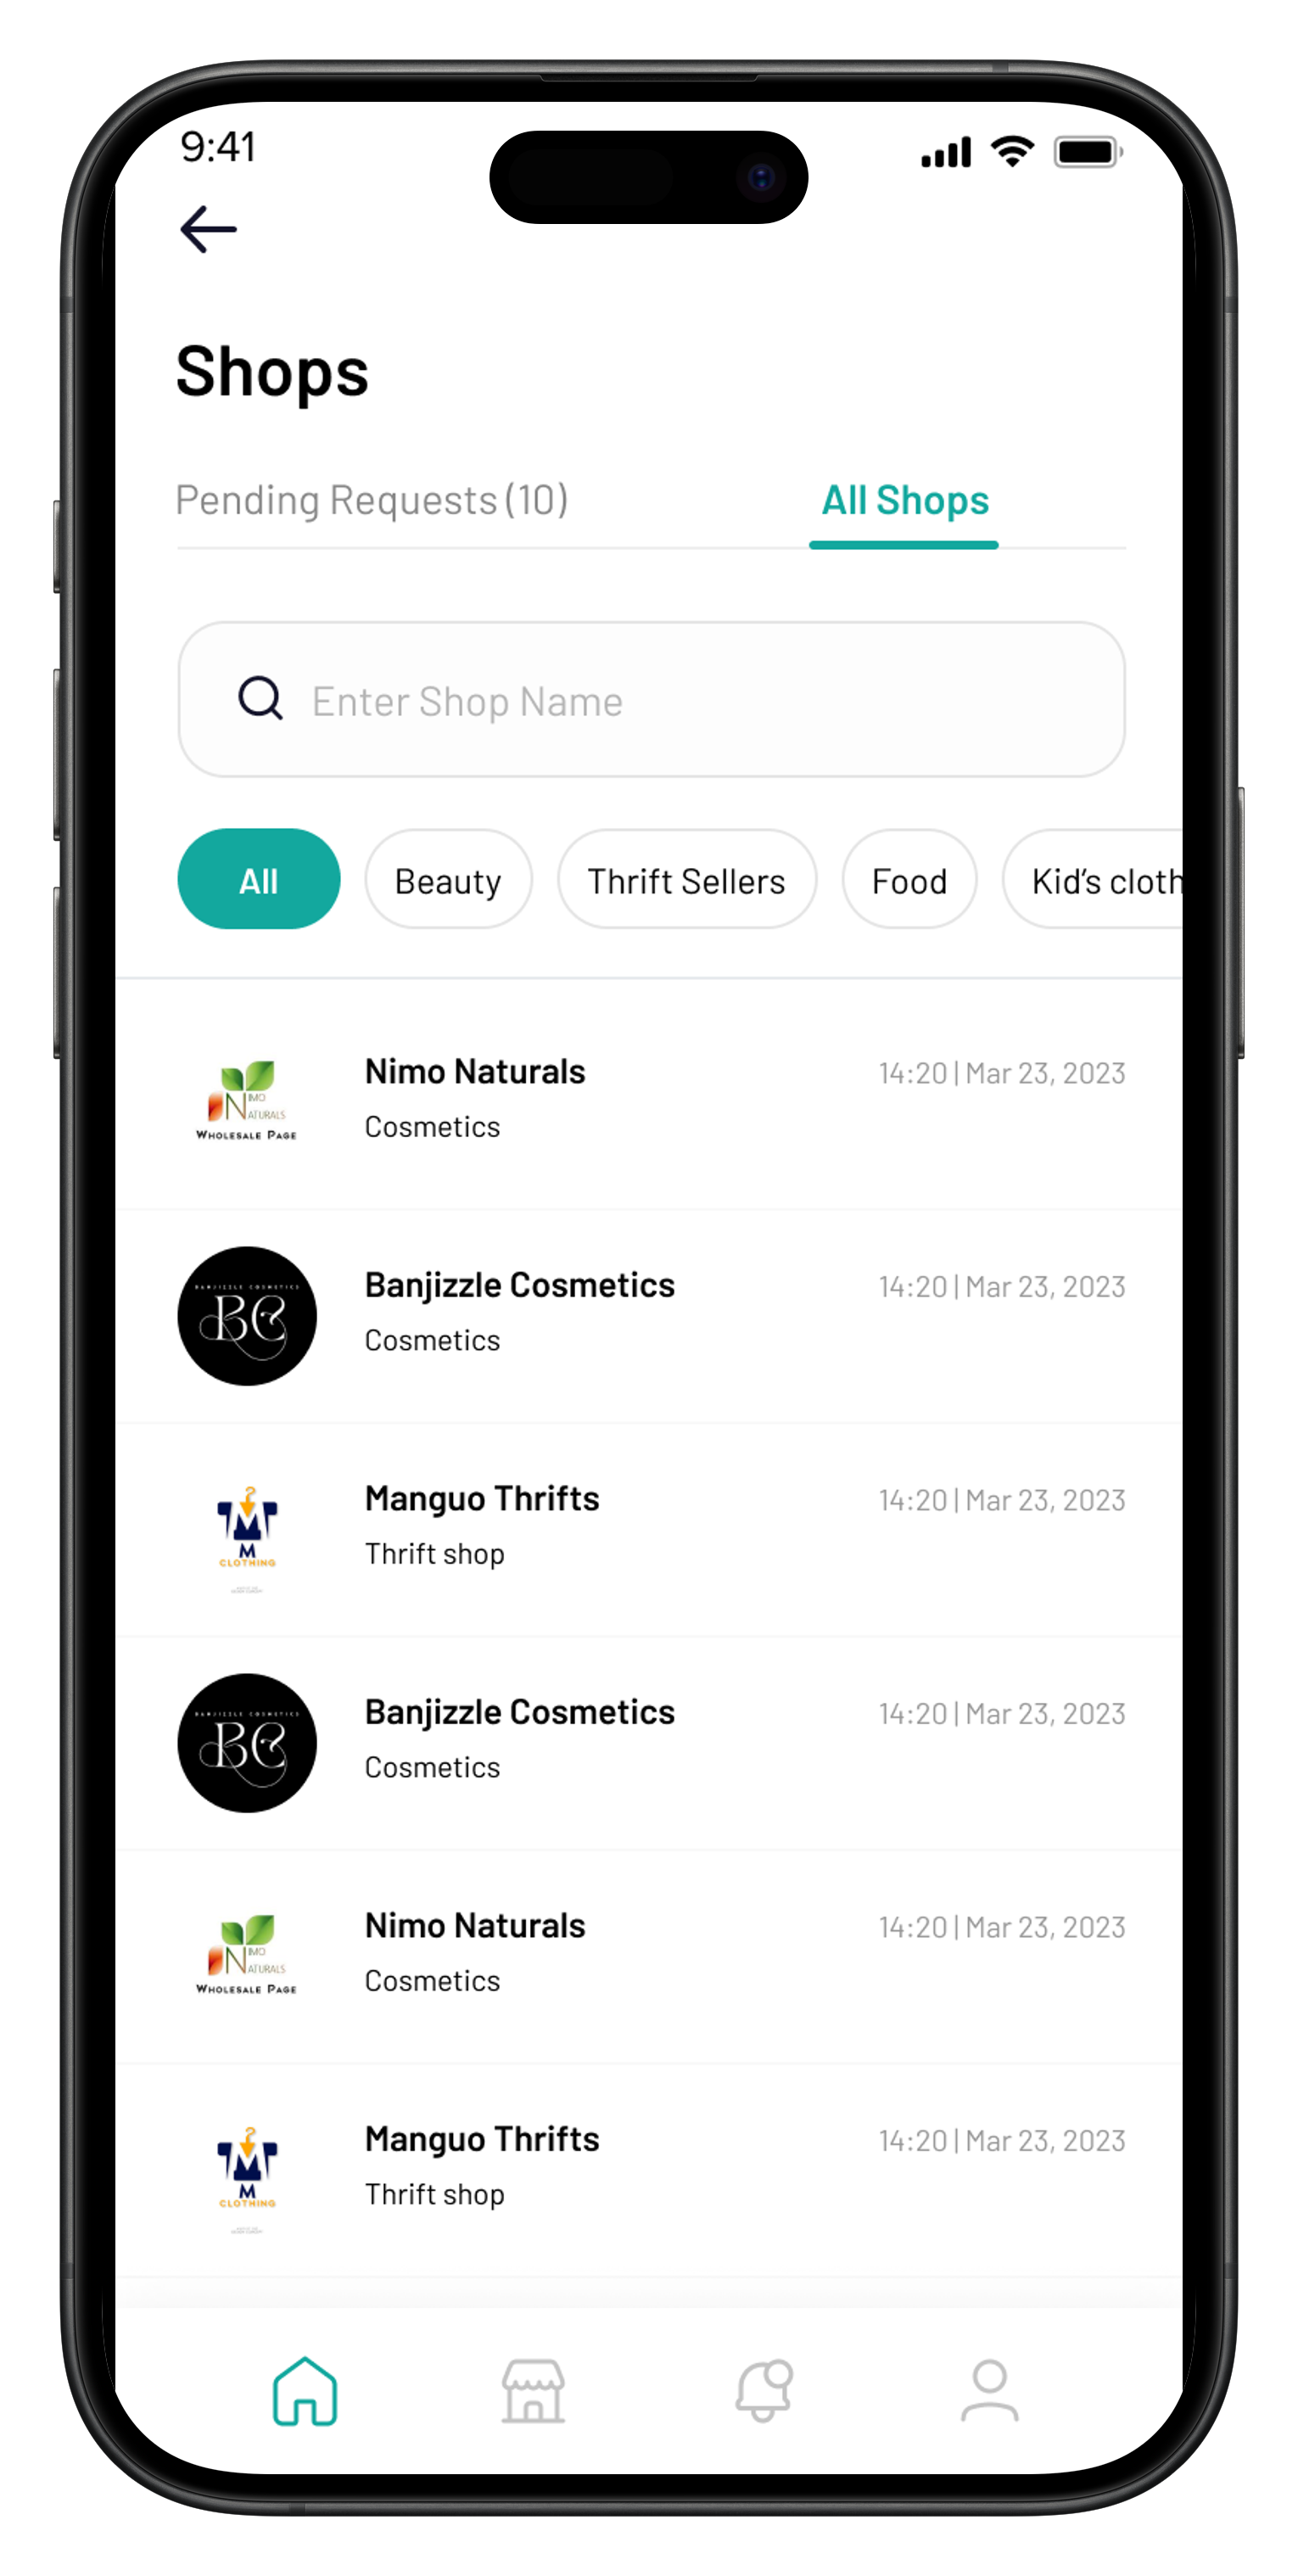 9:41
Shops
Pending Requests (10)
All Shops
Enter Shop Name
All
Beauty
Thrift Sellers
Food
Kid's cloth
IMO
NATURALS
WHOLESALE PAGE
Nimo Naturals
14:20 | Mar 23, 2023
Cosmetics
BANJIZZLE COSMETICS
BC
Banjizzle Cosmetics
14:20 | Mar 23, 2023
Cosmetics
M
CLOTHING
Manguo Thrifts
14:20 | Mar 23, 2023
Thrift shop
BANJIZZLE COSMETICS
BC
Banjizzle Cosmetics
14:20 | Mar 23, 2023
Cosmetics
IMO
NATURALS
WHOLESALE PAGE
Nimo Naturals
14:20 | Mar 23, 2023
Cosmetics
M
CLOTHING
Manguo Thrifts
14:20 | Mar 23, 2023
Thrift shop